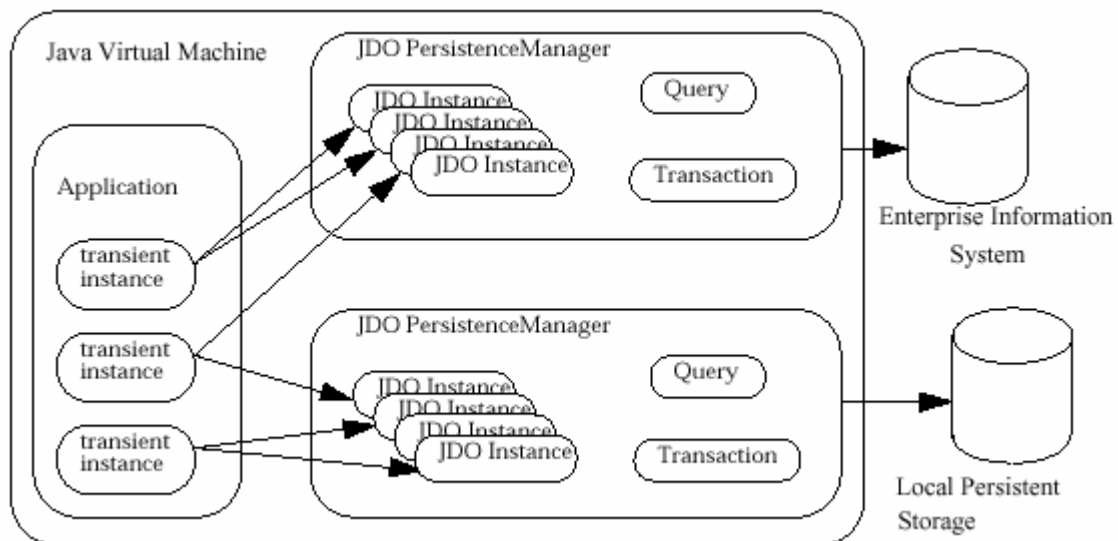 Java Virtual Machine
JDO PersistenceManager
JDO Instance
JDO Instance
JDO Instance
JDO Instance
Query
Transaction
Enterprise Information
System
Application
transient
instance
transient
instance
transient
instance
JDO PersistenceManager
JDO Instance
JDO Instance
JDO Instance
JDO Instance
Query
Transaction
Local Persistent
Storage